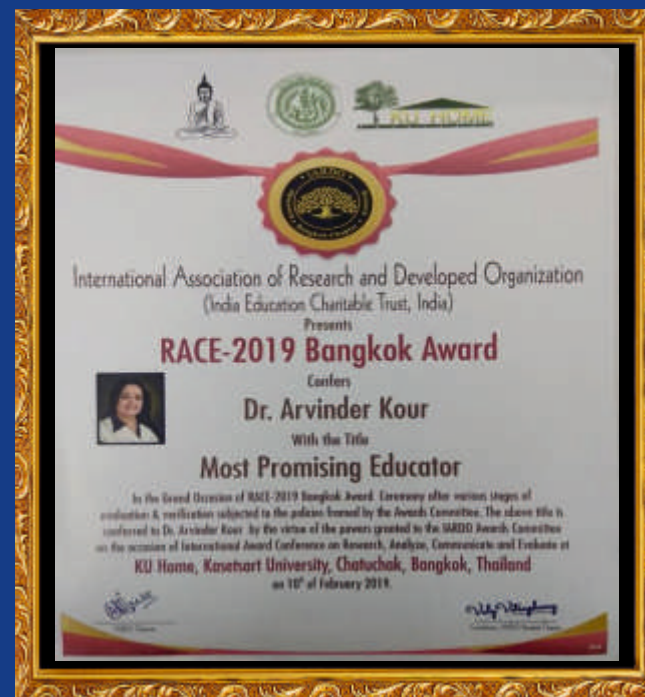 KU HOME
IARDO
Bangkok Chapter
International Association of Research and Developed Organization
(India Education Charitable Trust, India)
Presents
RACE-2019 Bangkok Award
Confers
Dr. Arvinder Kour
With the Title
Most Promising Educator
In the Grand Occasion of RACE-2019 Bangkok Award Ceremony after various stages of
evaluation & verification subjected to the policies framed by the Awards Committee. The above title is
conferred to Dr. Arvinder Kour by the virtue of the powers granted to the IARDO Awards Committee
on the occasion of International Award Conference on Research, Analyze, Communicate and Evaluate at
KU Home, Kasetsart University, Chatuchak, Bangkok, Thailand
on 10th of February 2019.